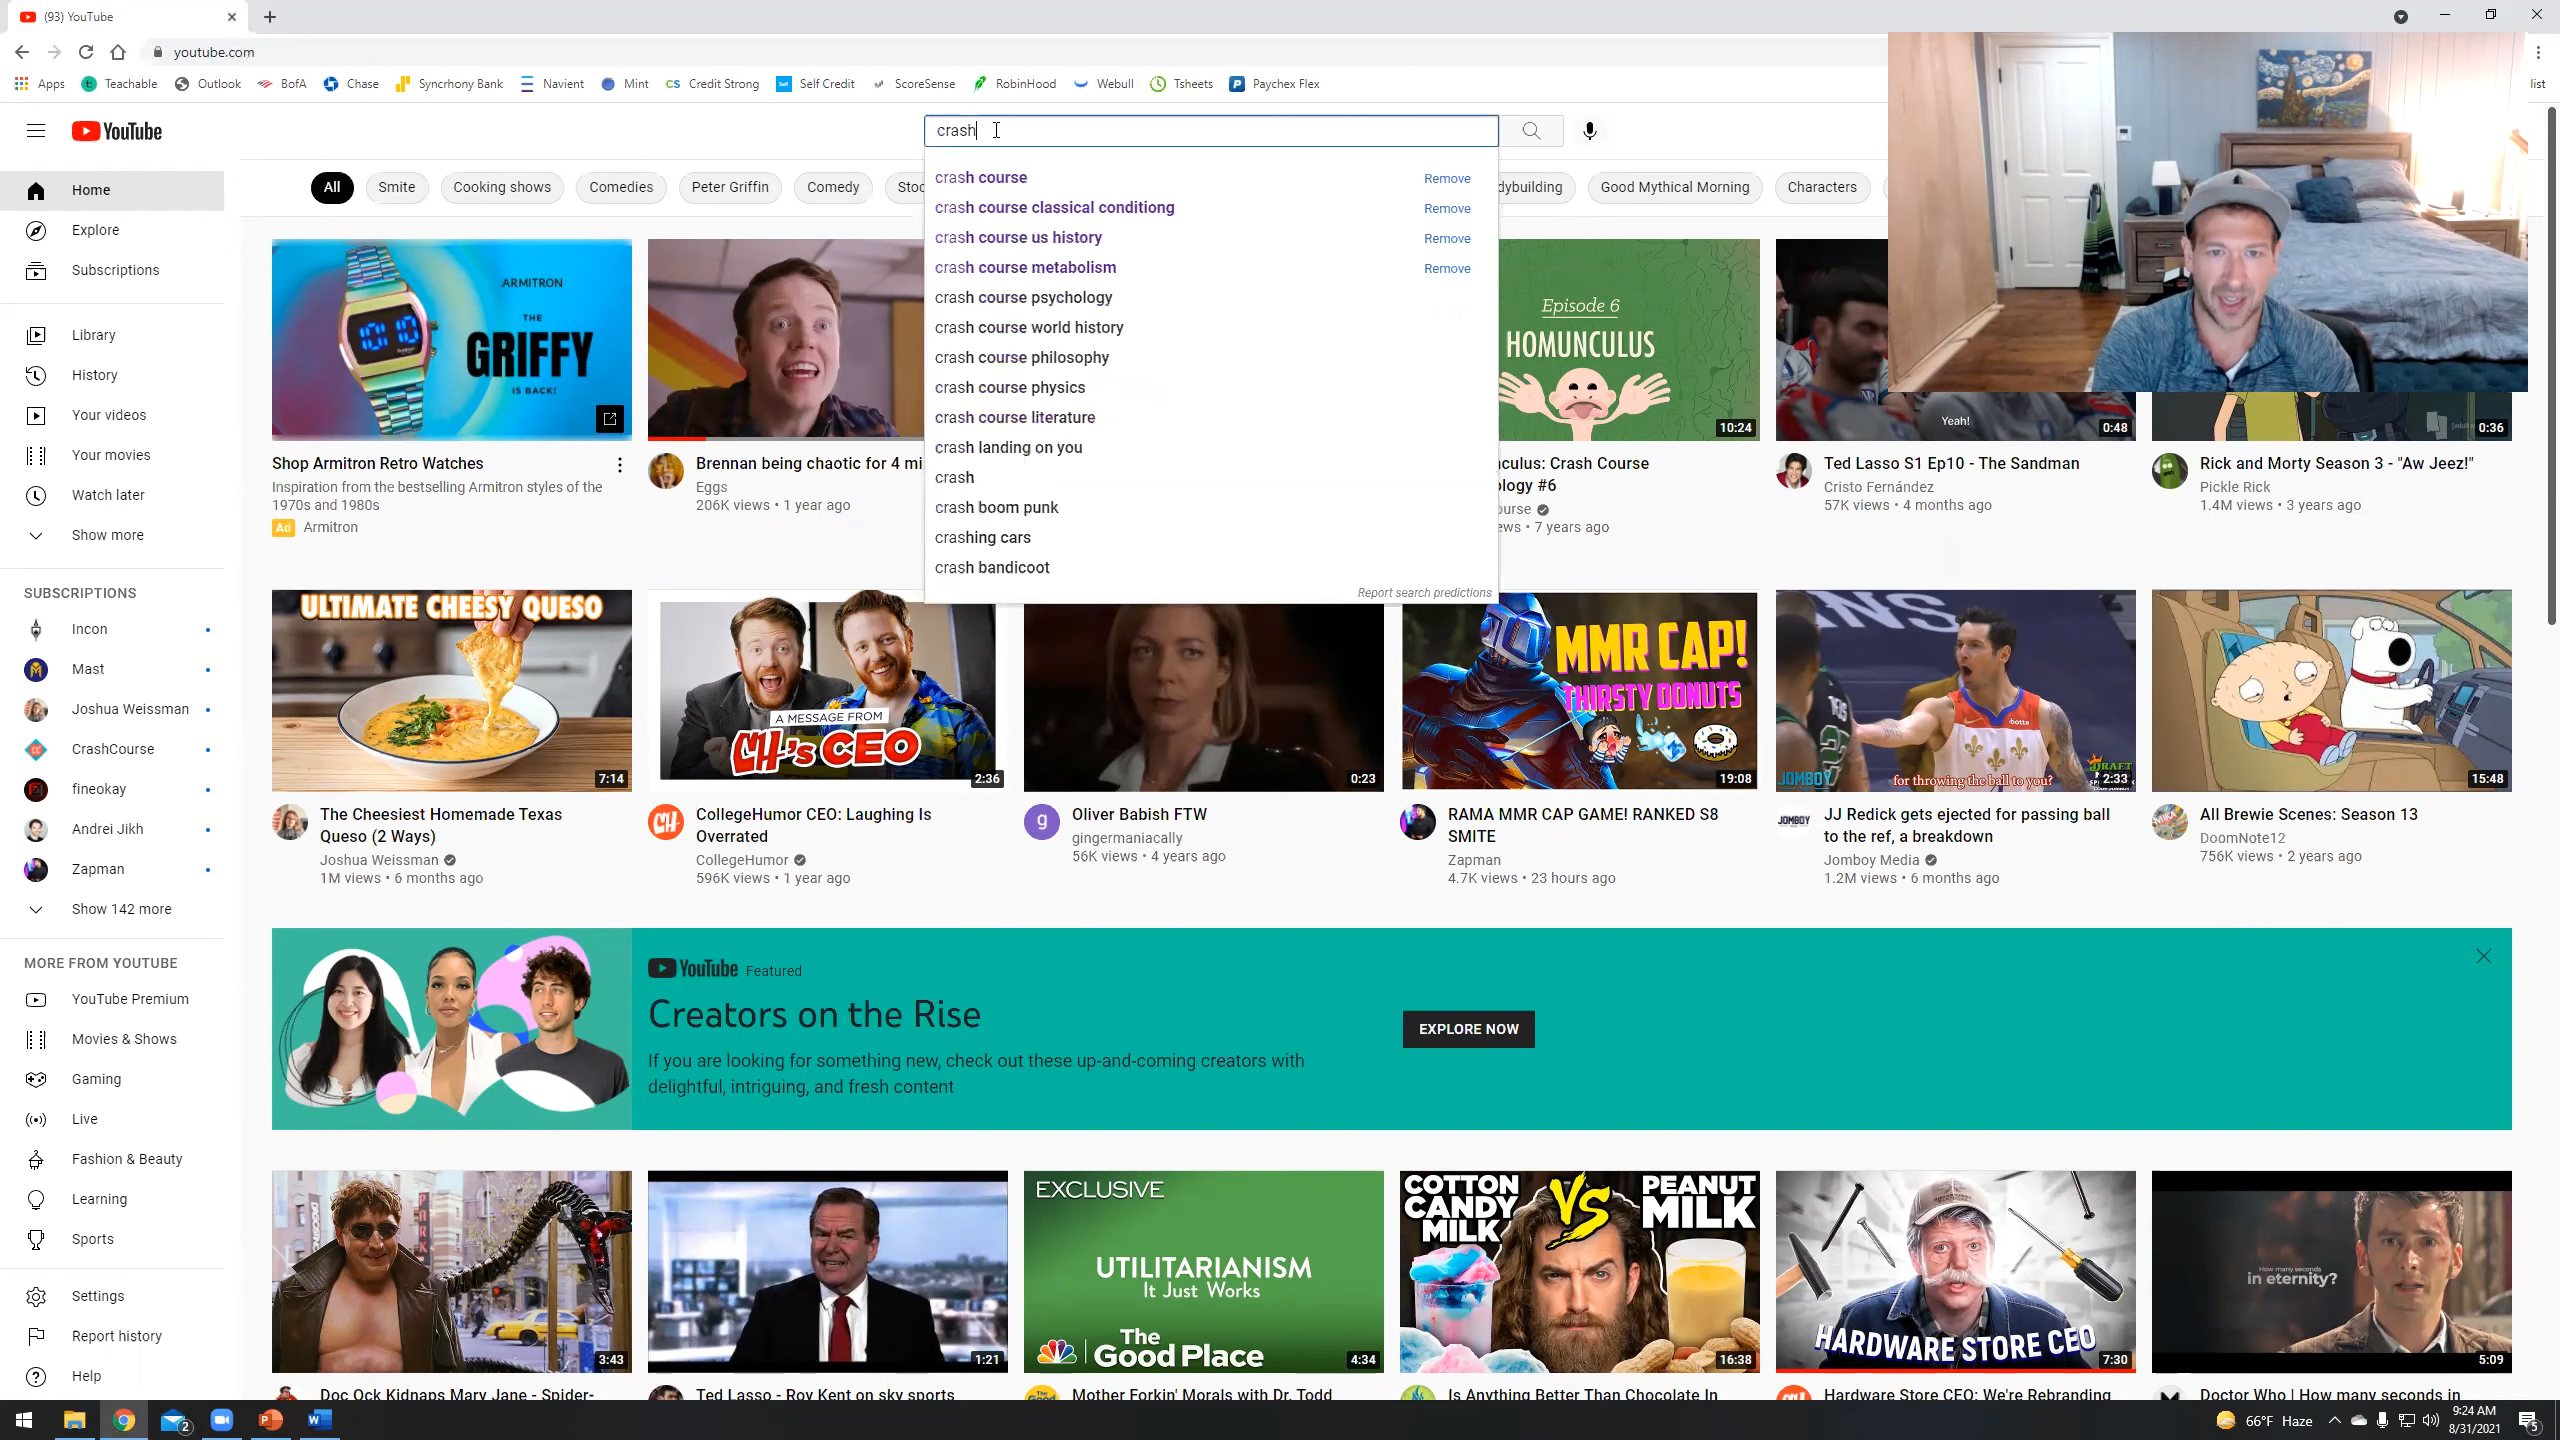 (93) YouTube
youtube.com
Apps Teachable Outlook BofA Chase Syncrhony Bank Navient Mint Credit Strong Self Credit ScoreSense RobinHood Webull Tsheets Paychex Flex
list
YouTube
crash
All Smite Cooking shows Comedies Peter Griffin Comedy
Good Mythical Morning Characters
crash course Remove
crash course classical conditiong Remove
crash course us history Remove
crash course metabolism Remove
crash course psychology
crash course world history
crash course philosophy
crash course physics
crash course literature
crash landing on you
crash
crash boom punk
crashing cars
crash bandicoot
Report search predictions
Home
Explore
Subscriptions
Library
History
Your videos
Your movies
Watch later
Show more
SUBSCRIPTIONS
Incon
Mast
Joshua Weissman
CrashCourse
fineokay
Andrei Jikh
Zapman
Show 142 more
MORE FROM YOUTUBE
YouTube Premium
Movies & Shows
Gaming
Live
Fashion & Beauty
Learning
Sports
Settings
Report history
Help
ARMITRON
THE
GRIFFY
IS BACK!
10:10
Shop Armitron Retro Watches
Inspiration from the bestselling Armitron styles of the
1970s and 1980s
Ad Armitron
Brennan being chaotic for 4 mi
Eggs
206K views • 1 year ago
Episode 6
HOMUNCULUS
10:24
culus: Crash Course
ology #6
ourse
ews • 7 years ago
Yeah!
0:48
Ted Lasso S1 Ep10 - The Sandman
Cristo Fernández
57K views • 4 months ago
0:36
Rick and Morty Season 3 - "Aw Jeez!"
Pickle Rick
1.4M views • 3 years ago
ULTIMATE CHEESY QUESO
7:14
The Cheesiest Homemade Texas
Queso (2 Ways)
Joshua Weissman
1M views • 6 months ago
A MESSAGE FROM
CH's CEO
2:36
CollegeHumor CEO: Laughing Is
Overrated
CollegeHumor
596K views • 1 year ago
0:23
g
Oliver Babish FTW
gingermaniacally
56K views • 4 years ago
MMR CAP!
THIRSTY DONUTS
19:08
RAMA MMR CAP GAME! RANKED S8
SMITE
Zapman
4.7K views • 23 hours ago
JOMBOY
for throwing the ball to you?
2:33
JOMBOY
JJ Redick gets ejected for passing ball
to the ref, a breakdown
Jomboy Media
1.2M views • 6 months ago
15:48
All Brewie Scenes: Season 13
DoomNote12
756K views • 2 years ago
YouTube Featured
Creators on the Rise
If you are looking for something new, check out these up-and-coming creators with
delightful, intriguing, and fresh content
EXPLORE NOW
PARK
3:43
Doc Ock Kidnaps Mary Jane - Spider-
1:21
Ted Lasso - Roy Kent on sky sports
EXCLUSIVE
UTILITARIANISM
It Just Works
The
Good Place
4:34
Mother Forkin' Morals with Dr. Todd
COTTON
CANDY
MILK
VS
PEANUT
MILK
16:38
Is Anything Better Than Chocolate In
HARDWARE STORE CEO
7:30
Hardware Store CEO: We're Rebranding
How many seconds
in eternity?
5:09
Doctor Who | How many seconds in
2
66°F Haze
9:24 AM
8/31/2021
5